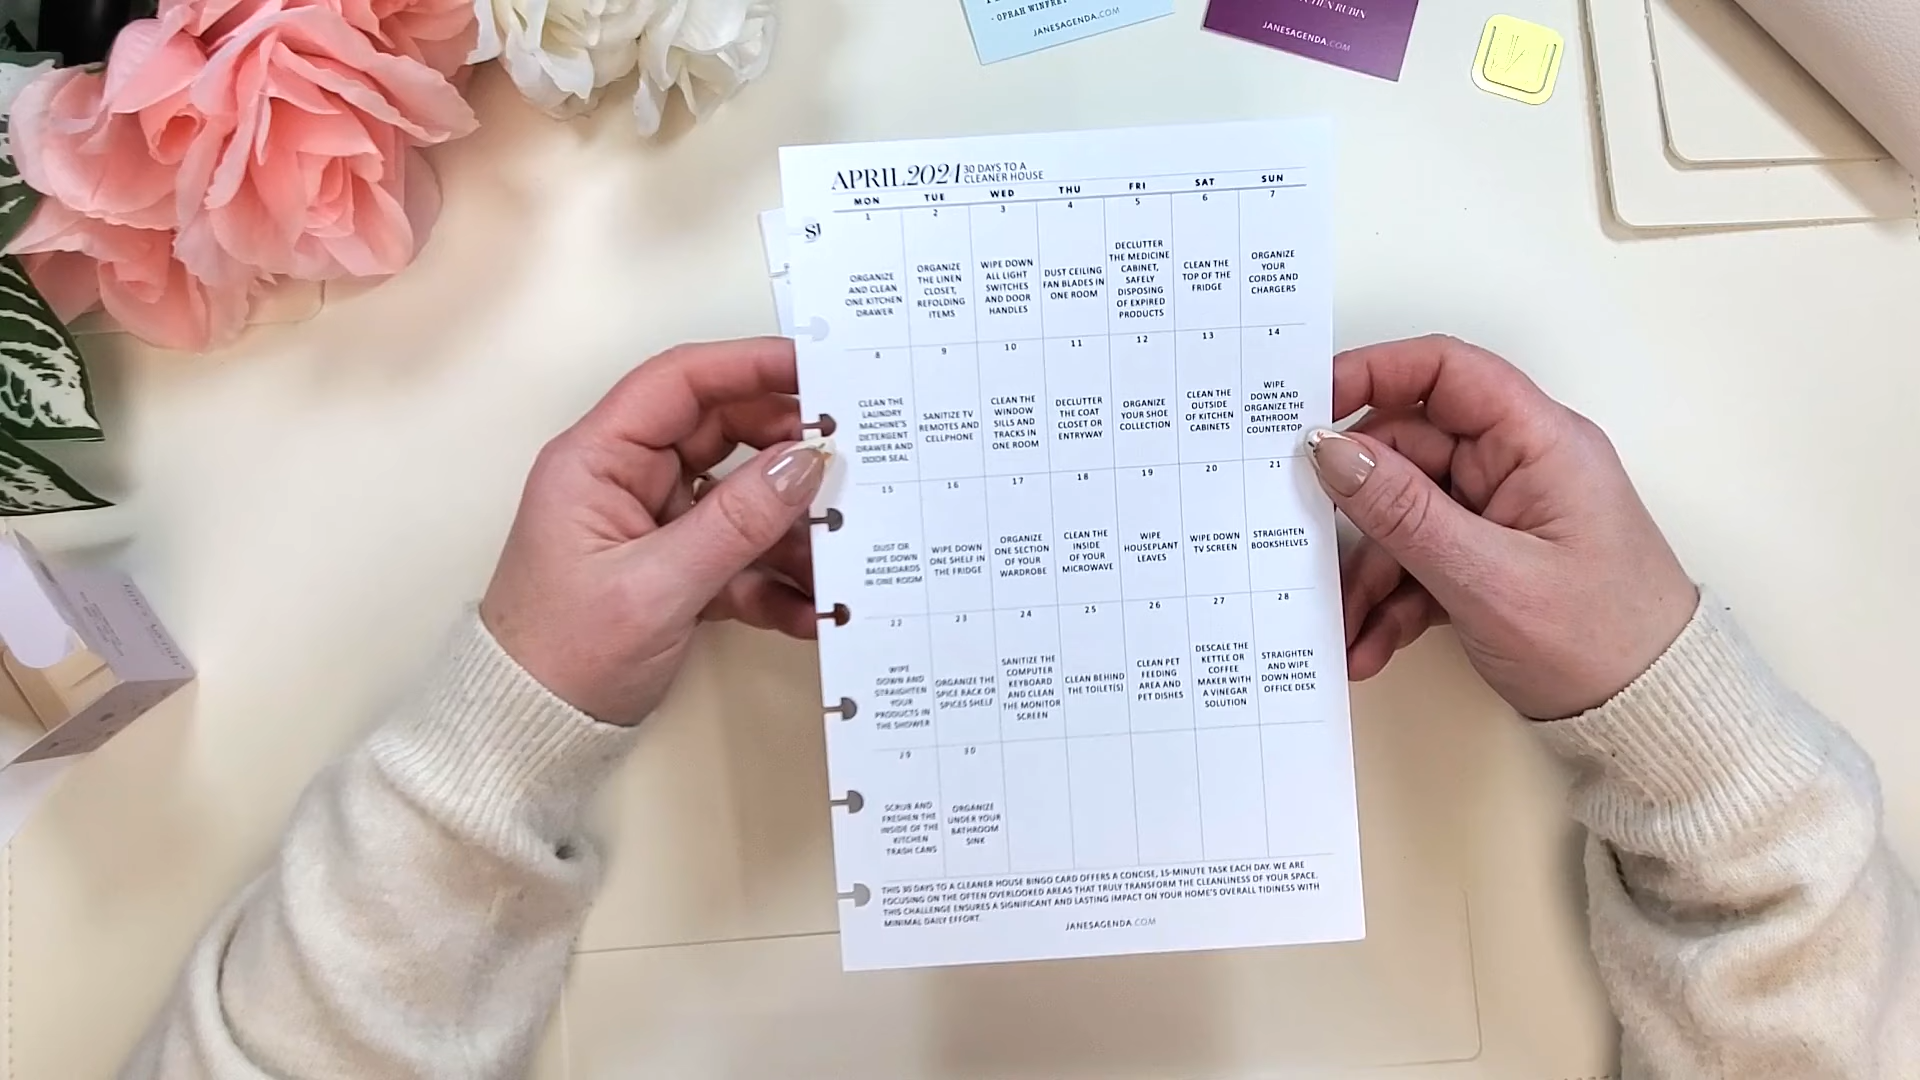 - OPRAH WINFREY
JANESAGENDA.COM
RUBIN
JANESAGENDA.COM
APRIL 2024 30 DAYS TO A
CLEANER HOUSE
MON TUE WED THU FRI SAT SUN
1 2 3 4 5 6 7
ORGANIZE
AND CLEAN
ONE KITCHEN
DRAWER
ORGANIZE
THE LINEN
CLOSET,
REFOLDING
ITEMS
WIPE DOWN
ALL LIGHT
SWITCHES
AND DOOR
HANDLES
DUST CEILING
FAN BLADES IN
ONE ROOM
DECLUTTER
THE MEDICINE
CABINET,
SAFELY
DISPOSING
OF EXPIRED
PRODUCTS
CLEAN THE
TOP OF THE
FRIDGE
ORGANIZE
YOUR
CORDS AND
CHARGERS
8 9 10 11 12 13 14
CLEAN THE
LAUNDRY
MACHINE'S
DETERGENT
DRAWER AND
DOOR SEAL
SANITIZE TV
REMOTES AND
CELLPHONE
CLEAN THE
WINDOW
SILLS AND
TRACKS IN
ONE ROOM
DECLUTTER
THE COAT
CLOSET OR
ENTRYWAY
ORGANIZE
YOUR SHOE
COLLECTION
CLEAN THE
OUTSIDE
OF KITCHEN
CABINETS
WIPE
DOWN AND
ORGANIZE THE
BATHROOM
COUNTERTOP
15 16 17 18 19 20 21
DUST OR
WIPE DOWN
BASEBOARDS
IN ONE ROOM
WIPE DOWN
ONE SHELF IN
THE FRIDGE
ORGANIZE
ONE SECTION
OF YOUR
WARDROBE
CLEAN THE
INSIDE
OF YOUR
MICROWAVE
WIPE
HOUSEPLANT
LEAVES
WIPE DOWN
TV SCREEN
STRAIGHTEN
BOOKSHELVES
22 23 24 25 26 27 28
WIPE
DOWN AND
STRAIGHTEN
YOUR
PRODUCTS IN
THE SHOWER
ORGANIZE THE
SPICE RACK OR
SPICES SHELF
SANITIZE THE
COMPUTER
KEYBOARD
AND CLEAN
THE MONITOR
SCREEN
CLEAN BEHIND
THE TOILET(S)
CLEAN PET
FEEDING
AREA AND
PET DISHES
DESCALE THE
KETTLE OR
COFFEE
MAKER WITH
A VINEGAR
SOLUTION
STRAIGHTEN
AND WIPE
DOWN HOME
OFFICE DESK
29 30
SCRUB AND
FRESHEN THE
INSIDE OF THE
KITCHEN
TRASH CANS
ORGANIZE
UNDER YOUR
BATHROOM
SINK
THIS 30 DAYS TO A CLEANER HOUSE BINGO CARD OFFERS A CONCISE, 15-MINUTE TASK EACH DAY. WE ARE
FOCUSING ON THE OFTEN OVERLOOKED AREAS THAT TRULY TRANSFORM THE CLEANLINESS OF YOUR SPACE.
THIS CHALLENGE ENSURES A SIGNIFICANT AND LASTING IMPACT ON YOUR HOME'S OVERALL TIDINESS WITH
MINIMAL DAILY EFFORT.
JANESAGENDA.COM